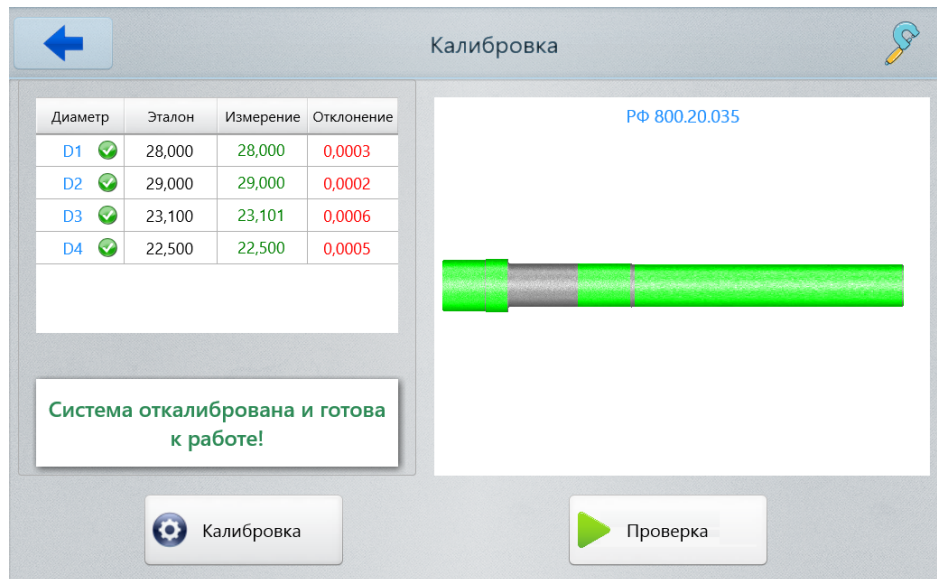 Калибровка
Диаметр Эталон Измерение Отклонение
D1 28,000 28,000 0,0003
D2 29,000 29,000 0,0002
D3 23,100 23,101 0,0006
D4 22,500 22,500 0,0005
РФ 800.20.035
Система откалибрована и готова
к работе!
Калибровка
Проверка